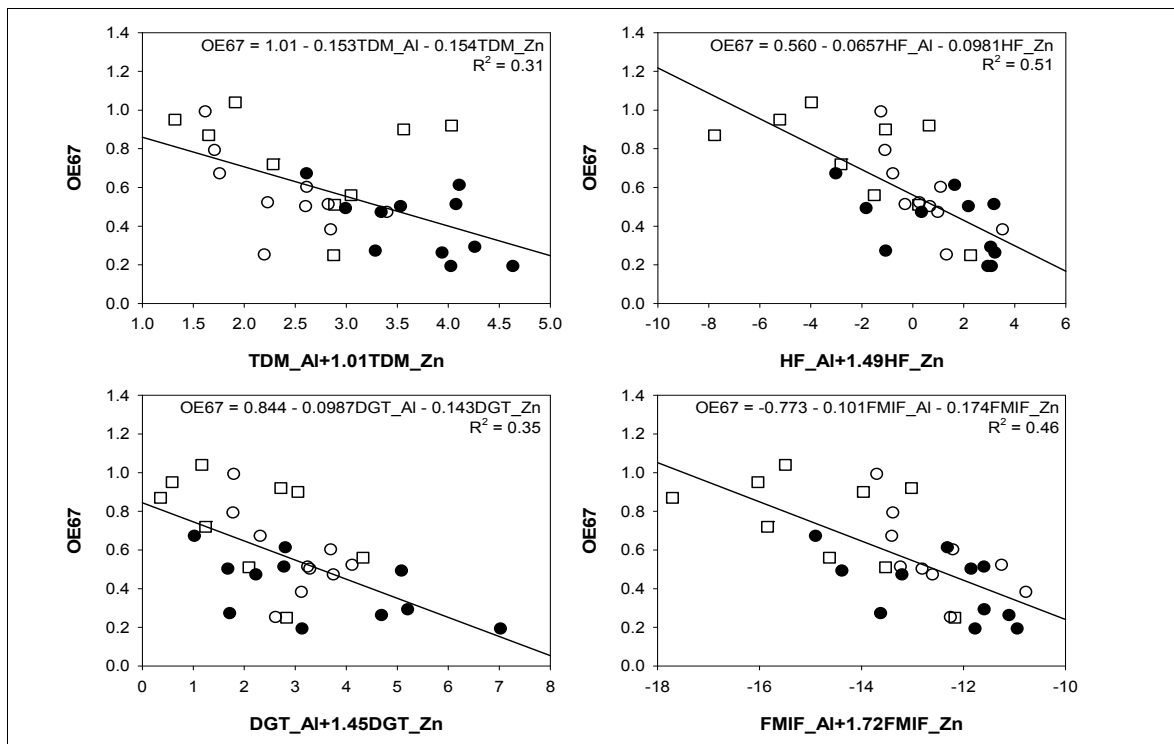 OE67 = 1.01 - 0.153TDM_Al - 0.154TDM_Zn
R² = 0.31
OE67
1.4
1.2
1.0
0.8
0.6
0.4
0.2
0.0
1.0 1.5 2.0 2.5 3.0 3.5 4.0 4.5 5.0
TDM_Al+1.01TDM_Zn
OE67 = 0.560 - 0.0657HF_Al - 0.0981HF_Zn
R² = 0.51
OE67
1.4
1.2
1.0
0.8
0.6
0.4
0.2
0.0
-10 -8 -6 -4 -2 0 2 4 6
HF_Al+1.49HF_Zn
OE67 = 0.844 - 0.0987DGT_Al - 0.143DGT_Zn
R² = 0.35
OE67
1.4
1.2
1.0
0.8
0.6
0.4
0.2
0.0
0 1 2 3 4 5 6 7 8
DGT_Al+1.45DGT_Zn
OE67 = -0.773 - 0.101FMIF_Al - 0.174FMIF_Zn
R² = 0.46
OE67
1.4
1.2
1.0
0.8
0.6
0.4
0.2
0.0
-18 -16 -14 -12 -10
FMIF_Al+1.72FMIF_Zn